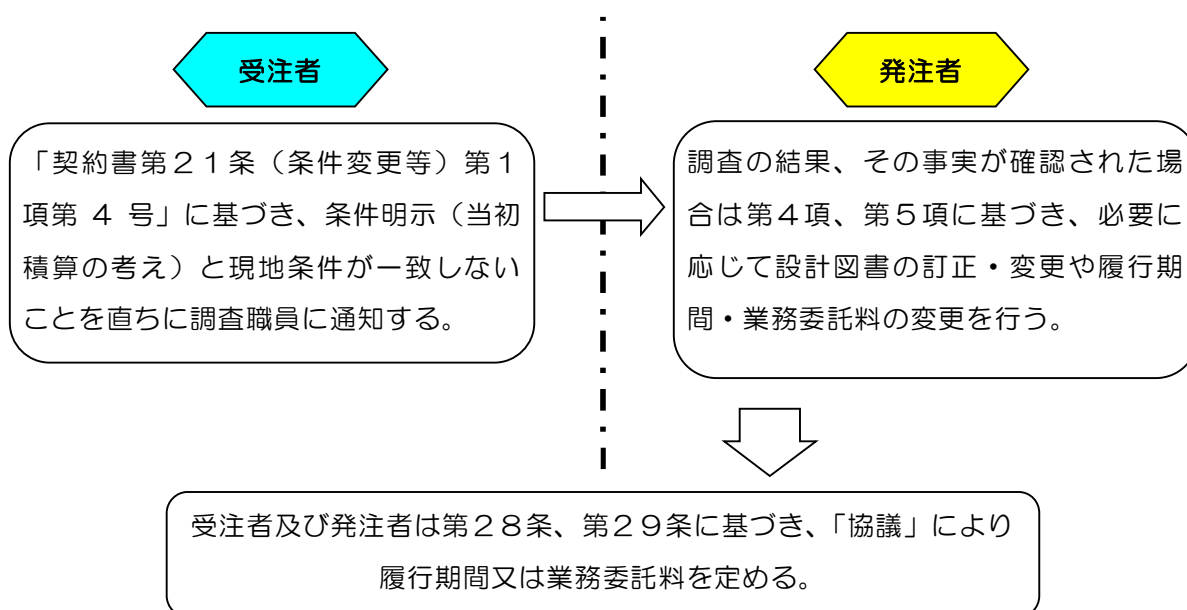 受注者
「契約書第２１条（条件変更等）第１
項第 4 号」に基づき、条件明示（当初
積算の考え）と現地条件が一致しない
ことを直ちに調査職員に通知する。
発注者
調査の結果、その事実が確認された場
合は第４項、第５項に基づき、必要に
応じて設計図書の訂正・変更や履行期
間・業務委託料の変更を行う。
受注者及び発注者は第２８条、第２９条に基づき、「協議」により
履行期間又は業務委託料を定める。